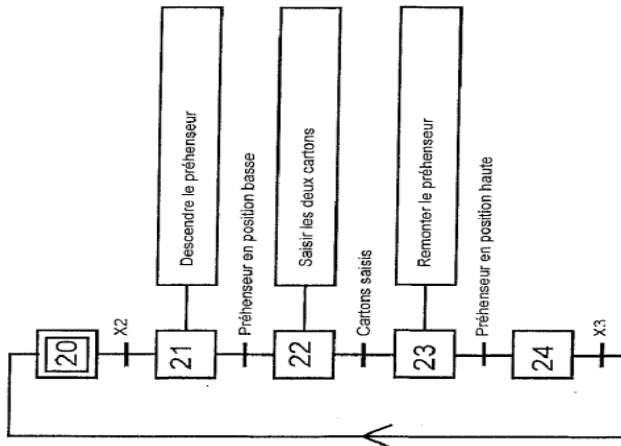 20
X2
21
Descendre le préhenseur
Préhenseur en position basse
22
Saisir les deux cartons
Cartons saisis
23
Remonter le préhenseur
Préhenseur en position haute
24
X3